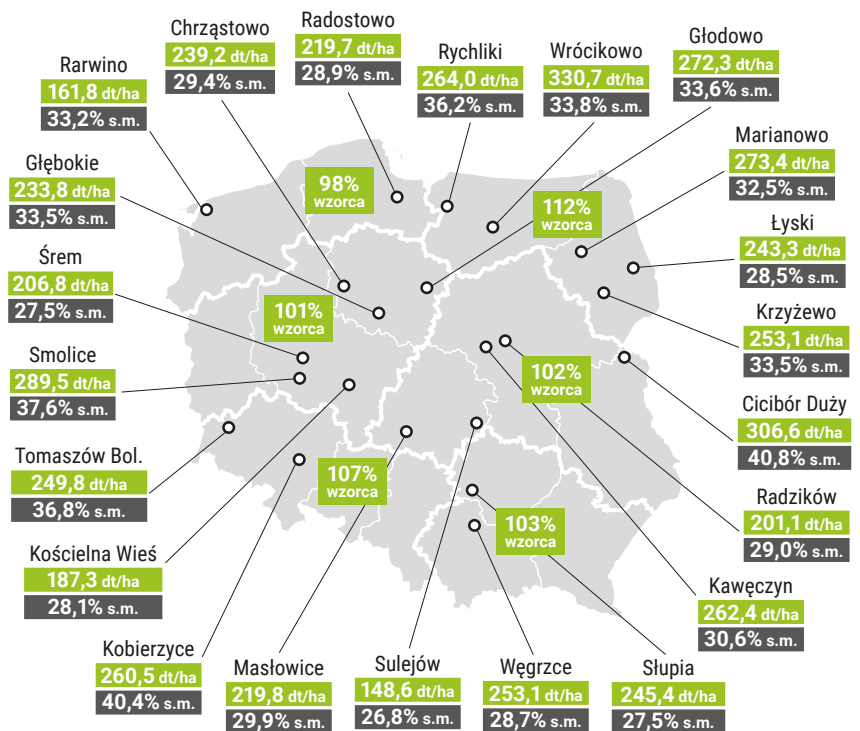 Chrząstowo
239,2 dt/ha
29,4% s.m.
Radostowo
219,7 dt/ha
28,9% s.m.
Rychliki
264,0 dt/ha
36,2% s.m.
Wrócikowo
330,7 dt/ha
33,8% s.m.
Głodowo
272,3 dt/ha
33,6% s.m.
Rarwino
161,8 dt/ha
33,2% s.m.
Marianowo
273,4 dt/ha
32,5% s.m.
Głębokie
233,8 dt/ha
33,5% s.m.
98%
wzorca
112%
wzorca
Łyski
243,3 dt/ha
28,5% s.m.
Śrem
206,8 dt/ha
27,5% s.m.
101%
wzorca
Krzyżewo
253,1 dt/ha
33,5% s.m.
Smolice
289,5 dt/ha
37,6% s.m.
102%
wzorca
Cicibór Duży
306,6 dt/ha
40,8% s.m.
Tomaszów Bol.
249,8 dt/ha
36,8% s.m.
107%
wzorca
103%
wzorca
Radzików
201,1 dt/ha
29,0% s.m.
Kościelna Wieś
187,3 dt/ha
28,1% s.m.
Kawęczyn
262,4 dt/ha
30,6% s.m.
Kobierzyce
260,5 dt/ha
40,4% s.m.
Masłowice
219,8 dt/ha
29,9% s.m.
Sulejów
148,6 dt/ha
26,8% s.m.
Węgrzce
253,1 dt/ha
28,7% s.m.
Słupia
245,4 dt/ha
27,5% s.m.